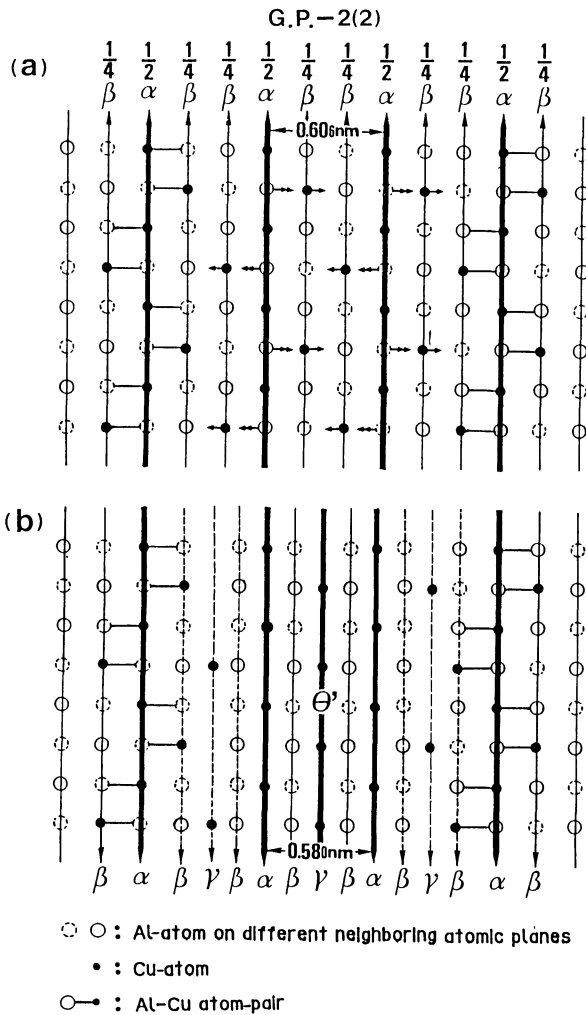 G.P.-2(2)
(a)
1/4 1/2 1/4 1/4 1/2 1/4 1/4 1/2 1/4 1/4 1/2 1/4
β α β β α β β α β β α β
0.606nm
(b)
θ'
0.580nm
β α β γ β α β γ α β γ β α β
: Al-atom on different neighboring atomic planes
: Cu-atom
: Al-Cu atom-pair